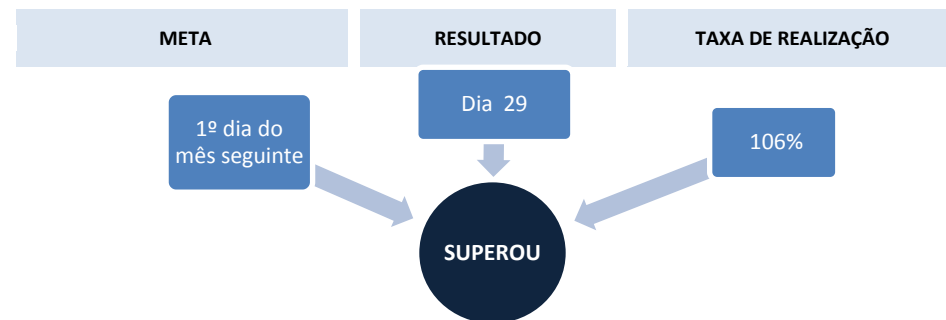 META
RESULTADO
TAXA DE REALIZAÇÃO
1º dia do
mês seguinte
Dia 29
106%
SUPEROU